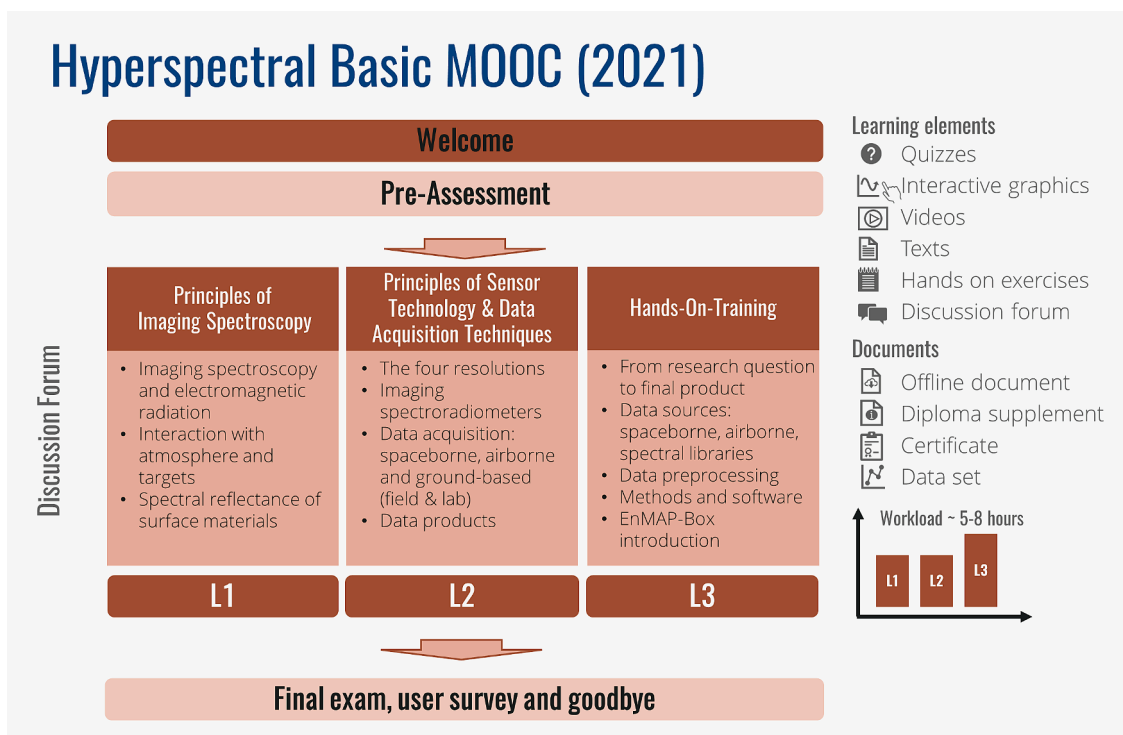 Hyperspectral Basic MOOC (2021)
Welcome
Pre-Assessment
Discussion Forum
Principles of
Imaging Spectroscopy
• Imaging spectroscopy
and electromagnetic
radiation
• Interaction with
atmosphere and
targets
• Spectral reflectance of
surface materials
L1
Principles of Sensor
Technology & Data
Acquisition Techniques
• The four resolutions
• Imaging
spectroradiometers
• Data acquisition:
spaceborne, airborne
and ground-based
(field & lab)
• Data products
L2
Hands-On-Training
• From research question
to final product
• Data sources:
spaceborne, airborne,
spectral libraries
• Data preprocessing
• Methods and software
• EnMAP-Box
introduction
L3
Final exam, user survey and goodbye
Learning elements
Quizzes
Interactive graphics
Videos
Texts
Hands on exercises
Discussion forum
Documents
Offline document
Diploma supplement
Certificate
Data set
Workload ~ 5-8 hours
L1
L2
L3